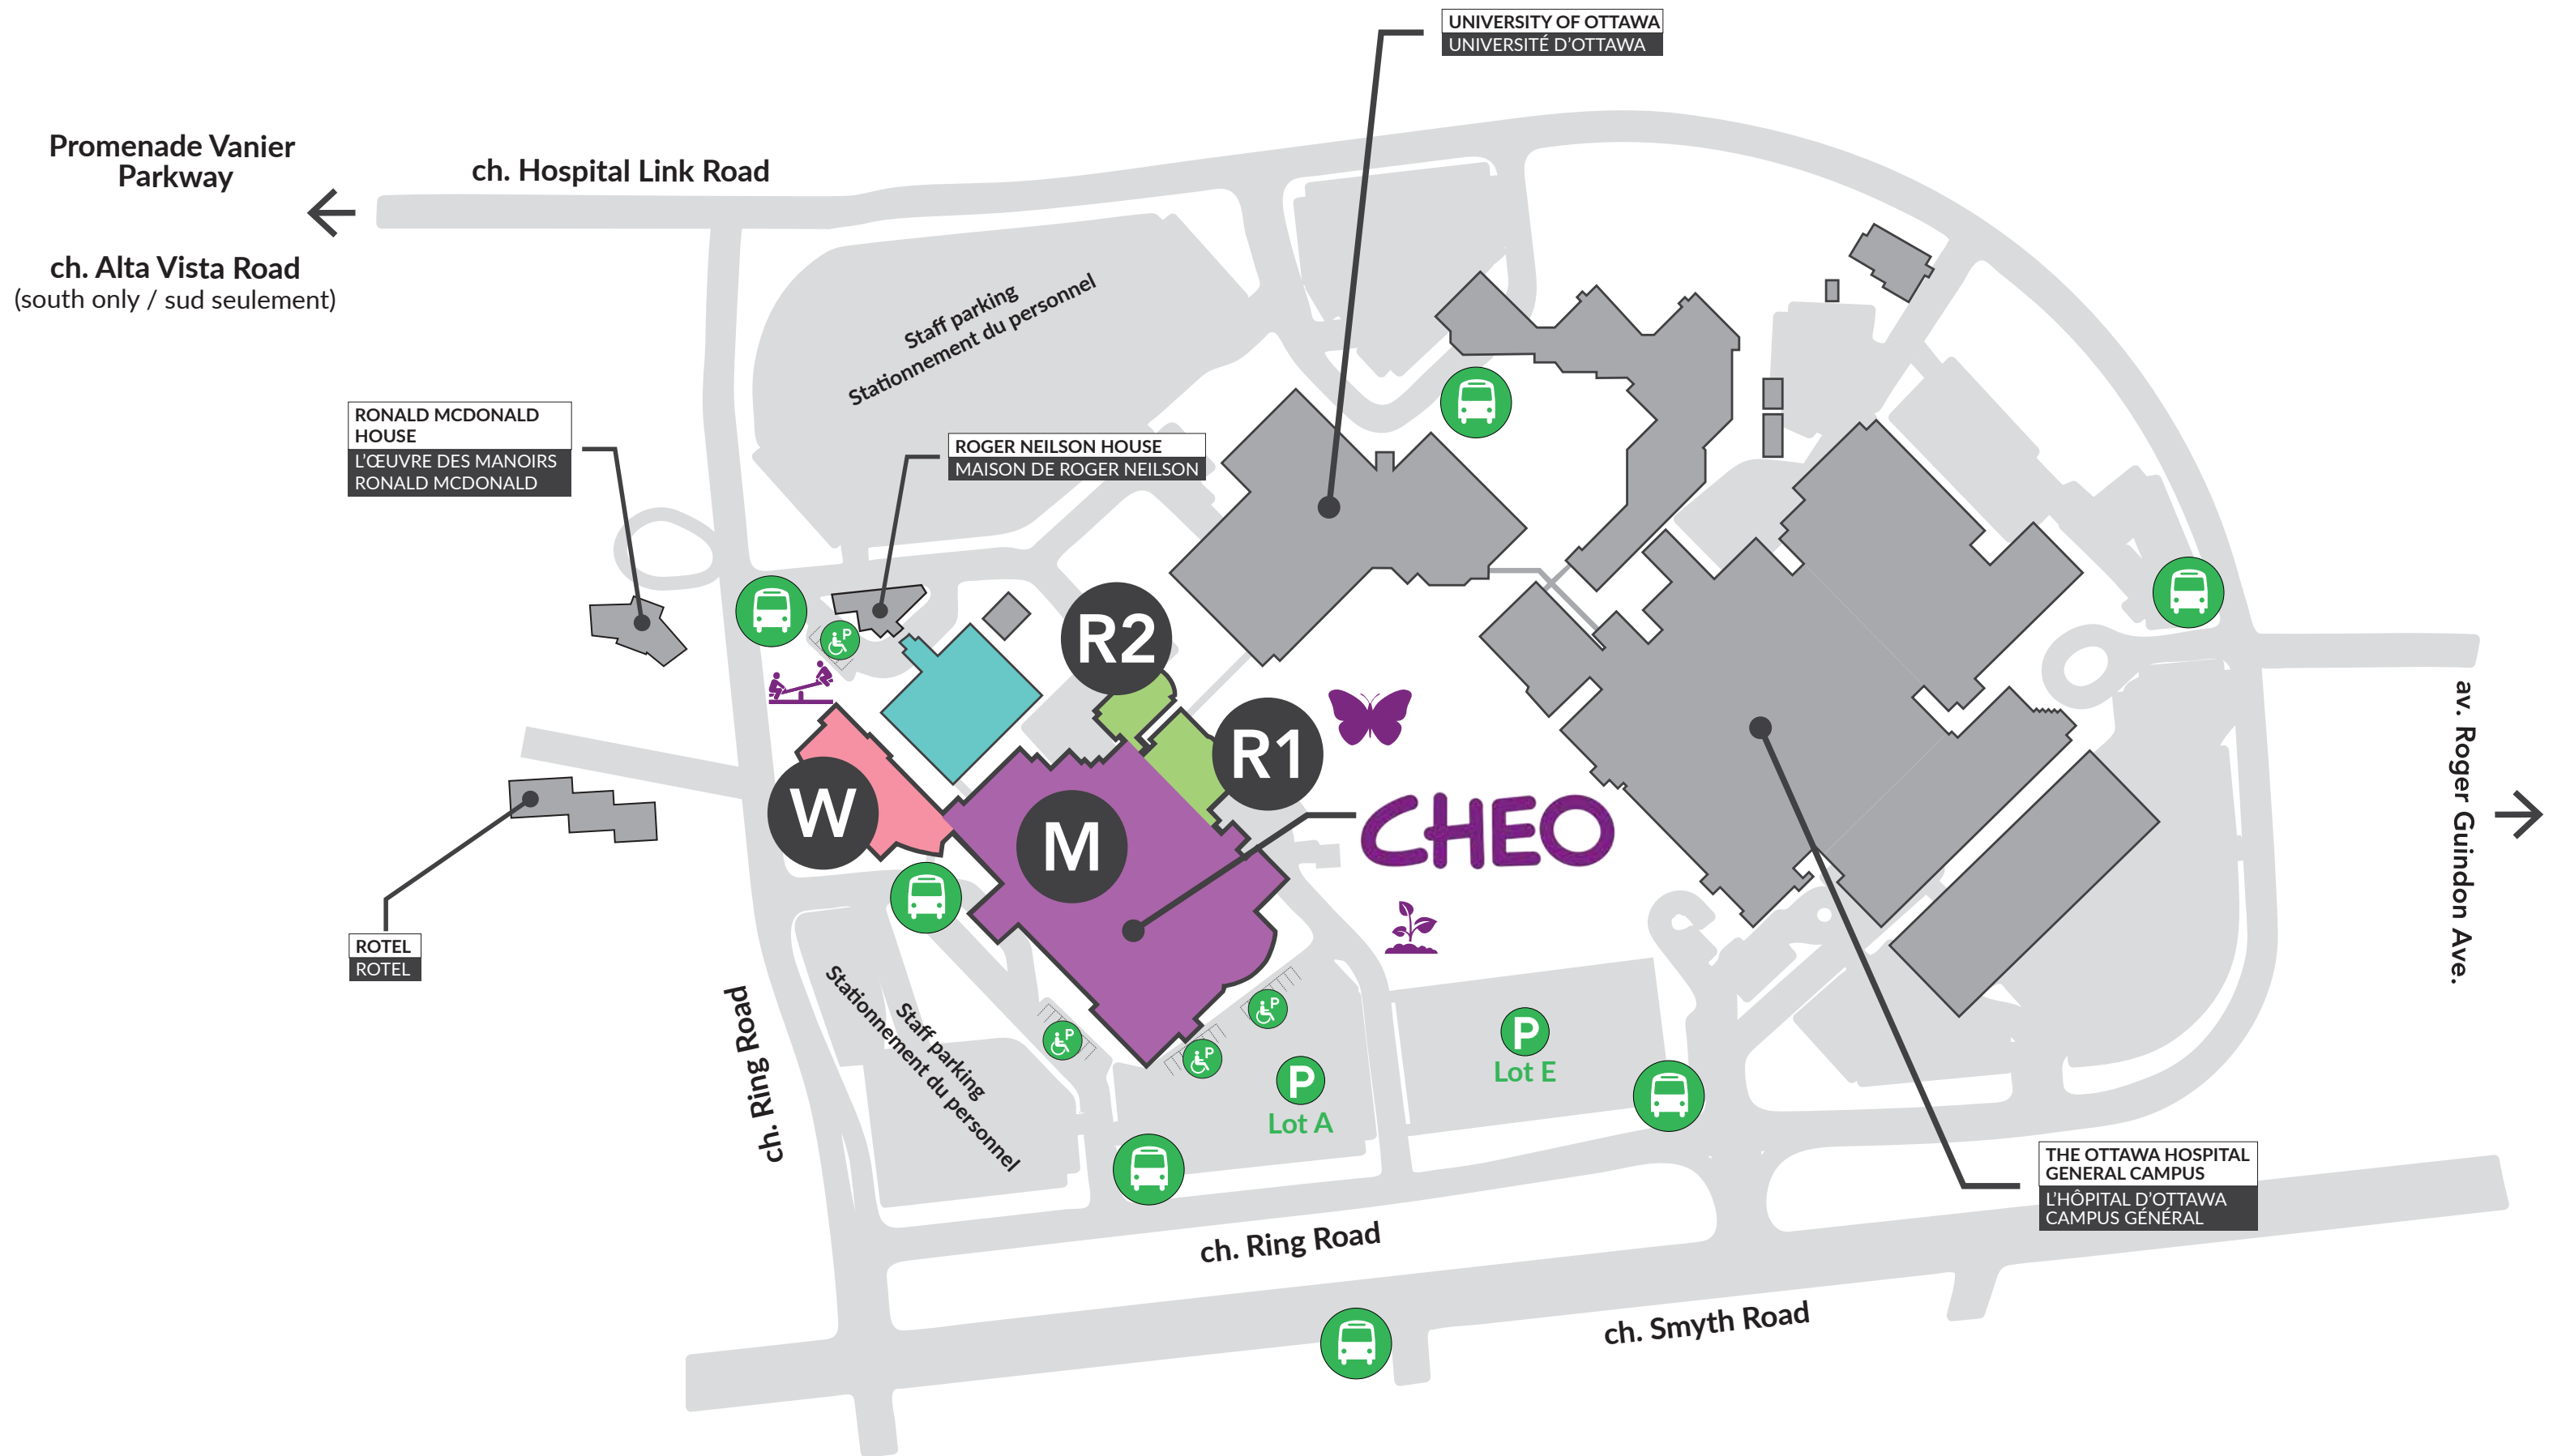 UNIVERSITY OF OTTAWA
UNIVERSITÉ D'OTTAWA
Promenade Vanier
Parkway
ch. Hospital Link Road
ch. Alta Vista Road
(south only / sud seulement)
Staff parking
Stationnement du personnel
RONALD MCDONALD
HOUSE
L'ŒUVRE DES MANOIRS
RONALD MCDONALD
ROGER NEILSON HOUSE
MAISON DE ROGER NEILSON
P
R2
R1
W
M
CHEO
av. Roger Guindon Ave.
ROTEL
ROTEL
ch. Ring Road
Staff parking
Stationnement du personnel
P
P
P
P
Lot A
P
Lot E
THE OTTAWA HOSPITAL
GENERAL CAMPUS
L'HÔPITAL D'OTTAWA
CAMPUS GÉNÉRAL
ch. Ring Road
ch. Smyth Road